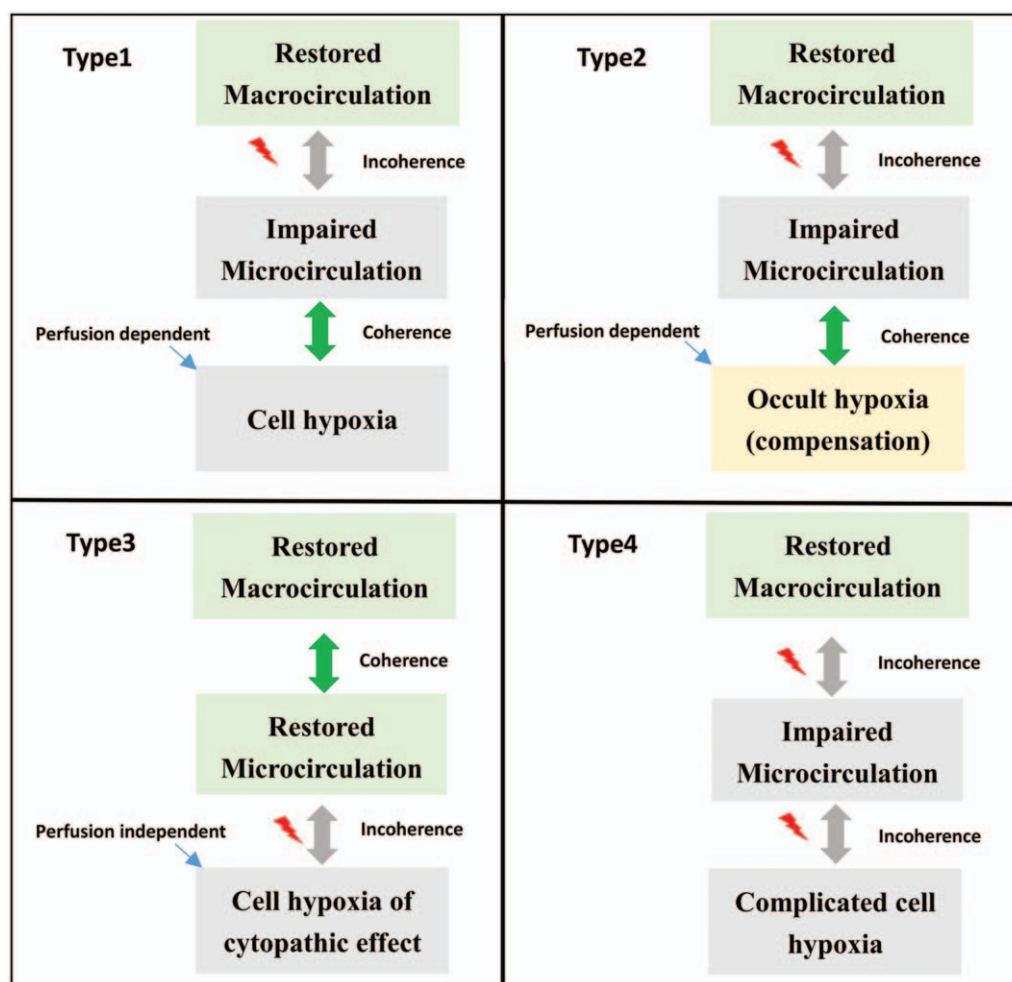 Type1
Restored
Macrocirculation
Incoherence
Impaired
Microcirculation
Perfusion dependent
Coherence
Cell hypoxia
Type2
Restored
Macrocirculation
Incoherence
Impaired
Microcirculation
Perfusion dependent
Coherence
Occult hypoxia
(compensation)
Type3
Restored
Macrocirculation
Coherence
Restored
Microcirculation
Perfusion independent
Incoherence
Cell hypoxia of
cytopathic effect
Type4
Restored
Macrocirculation
Incoherence
Impaired
Microcirculation
Incoherence
Complicated cell
hypoxia